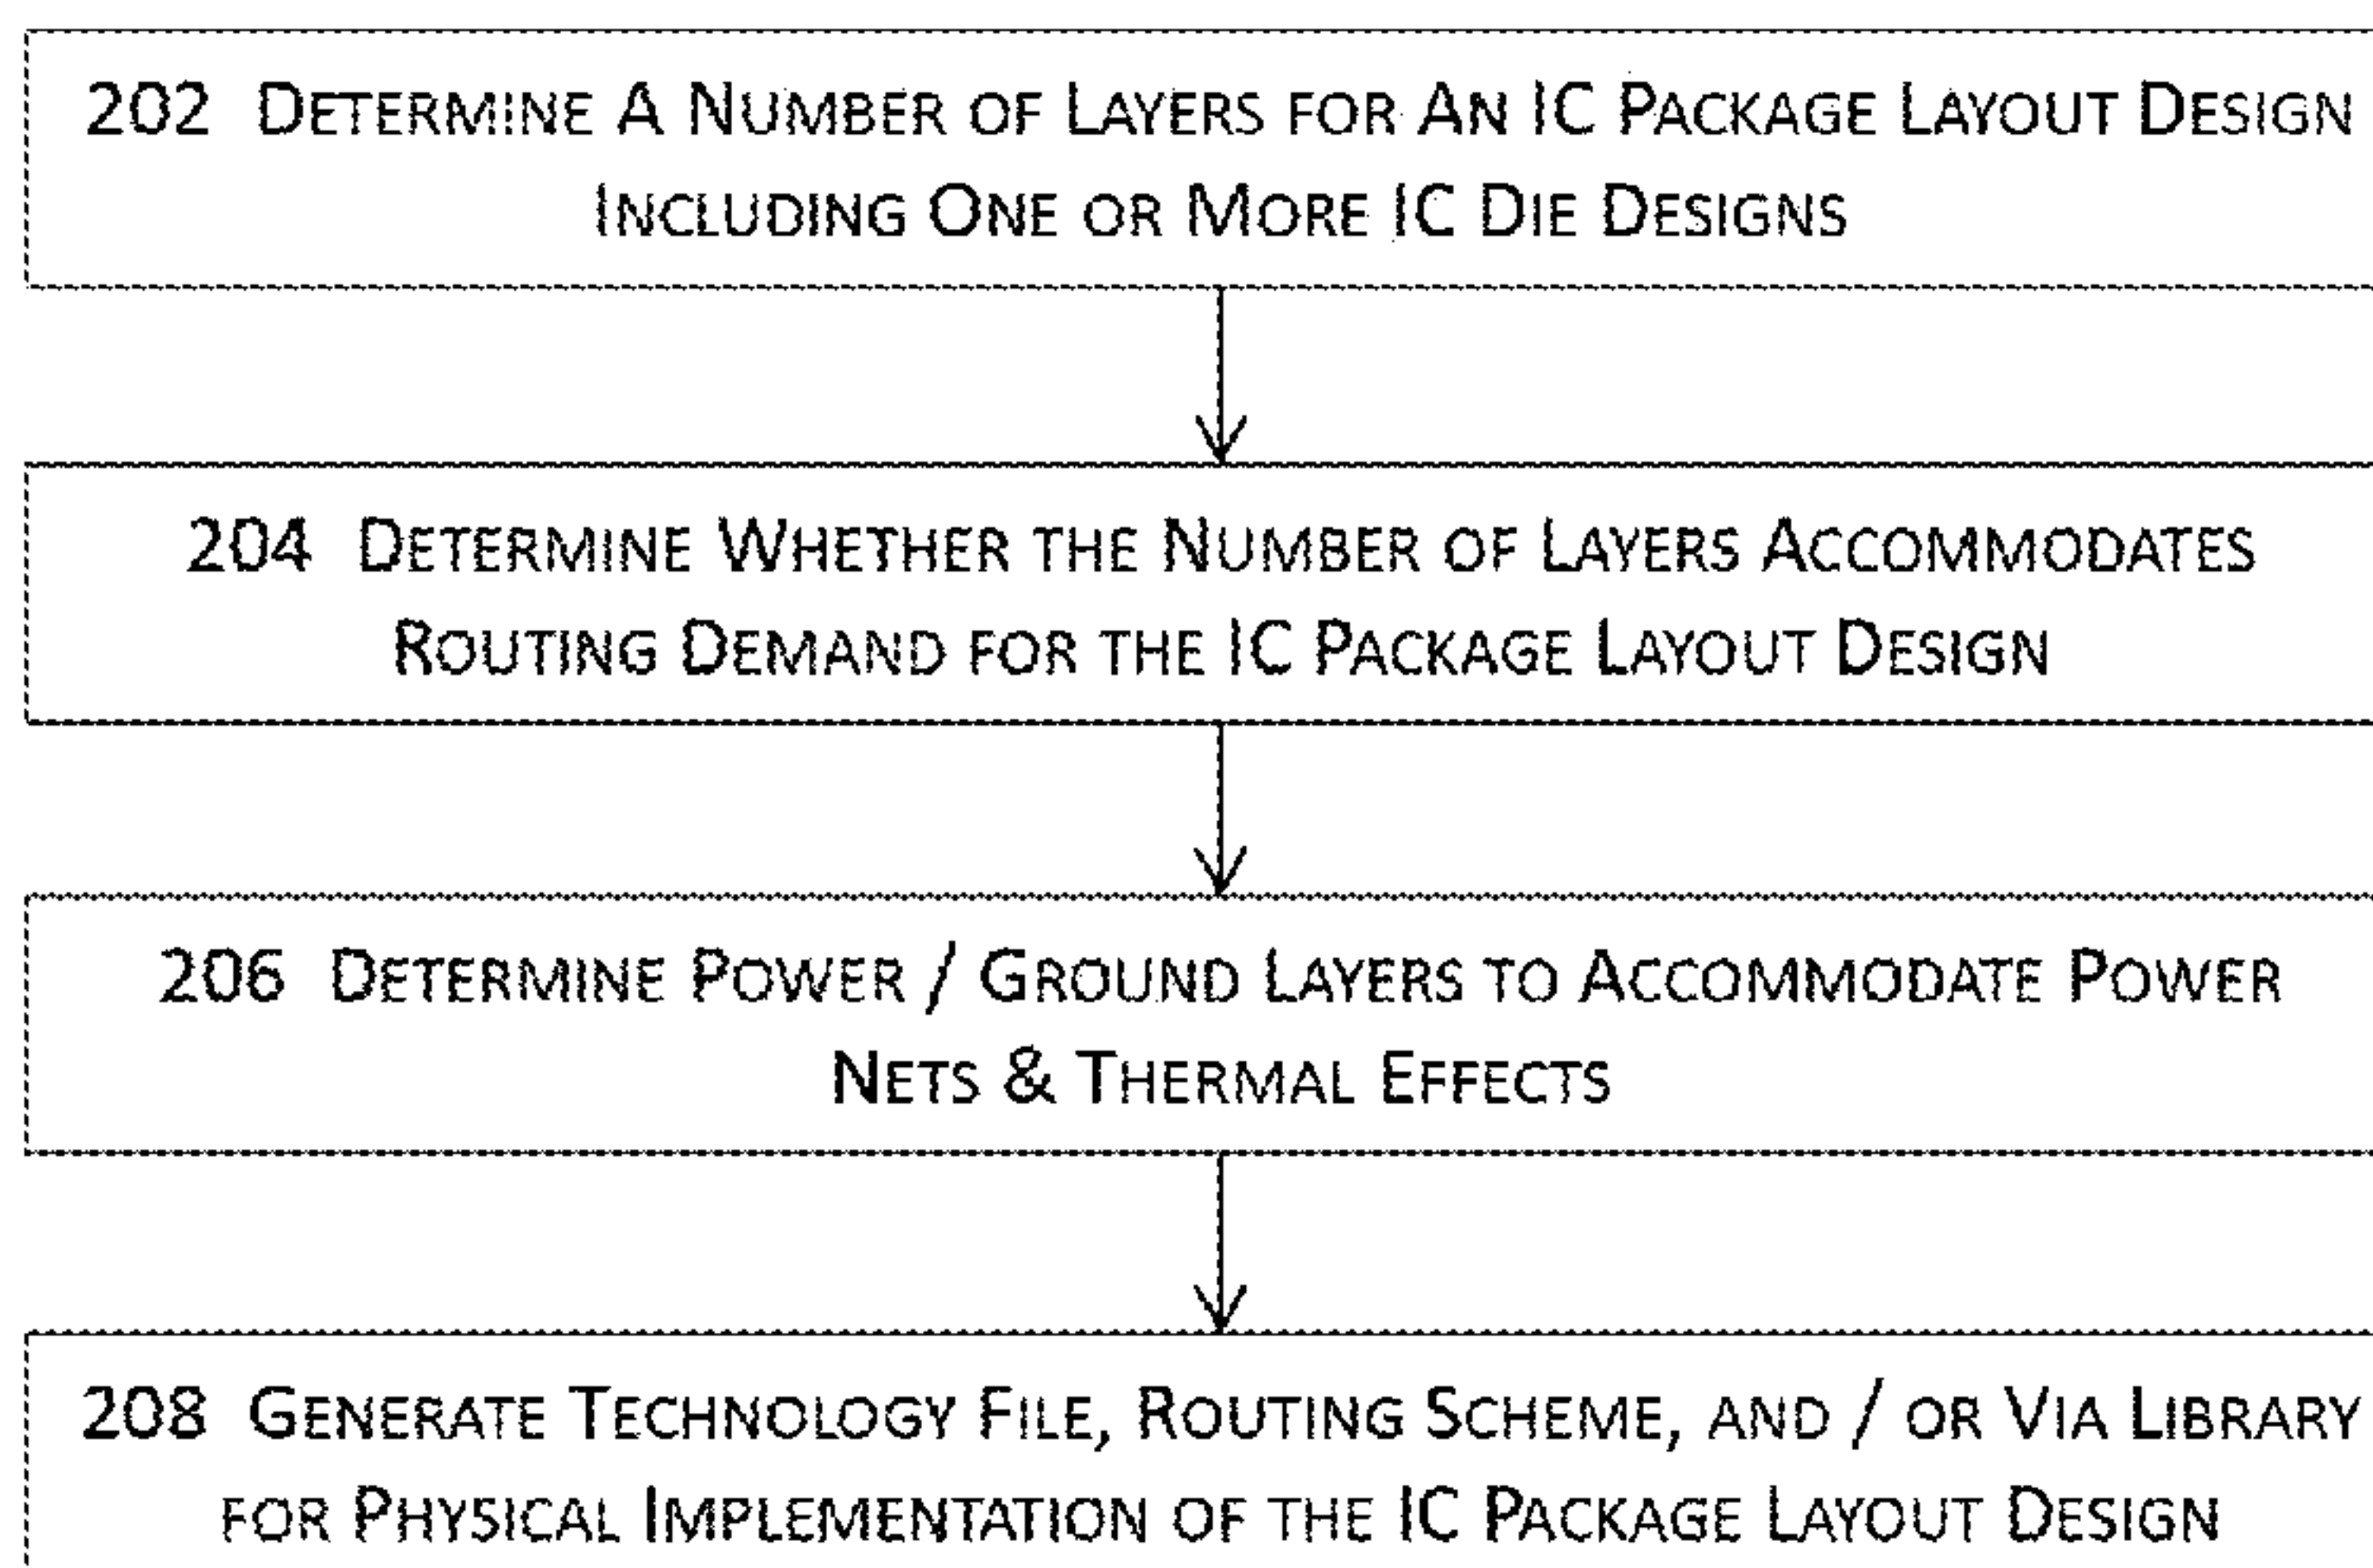 202 Determine A Number of Layers for An IC Package Layout Design
Including One or More IC Die Designs
204 Determine Whether the Number of Layers Accommodates
Routing Demand for the IC Package Layout Design
206 Determine Power / Ground Layers to Accommodate Power
Nets & Thermal Effects
208 Generate Technology File, Routing Scheme, and / or Via Library
for Physical Implementation of the IC Package Layout Design